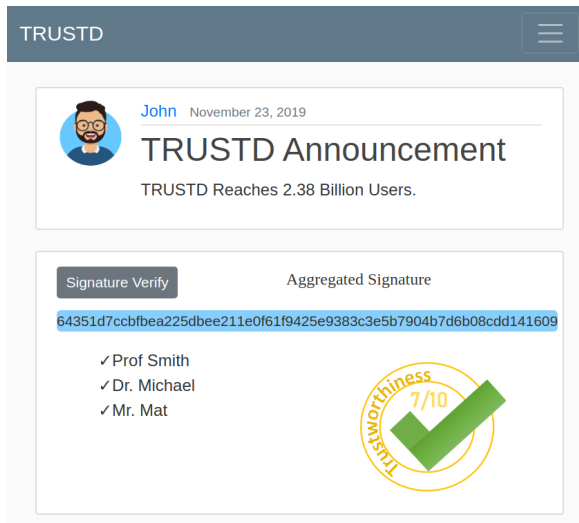 TRUSTD
John November 23, 2019
TRUSTD Announcement
TRUSTD Reaches 2.38 Billion Users.
Signature Verify
Aggregated Signature
64351d7ccbfbea225dbee211e0f61f9425e9383c3e5b7904b7d6b08cdd141609
✓Prof Smith
✓Dr. Michael
✓Mr. Mat
Trustworthiness
7/10